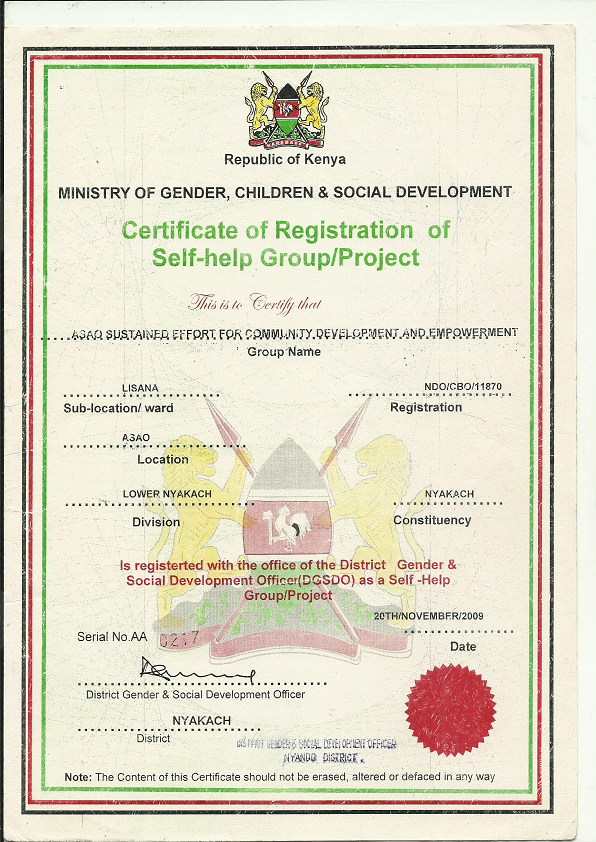 HARAMBEE
Republic of Kenya
MINISTRY OF GENDER, CHILDREN & SOCIAL DEVELOPMENT
Certificate of Registration of
Self-help Group/Project
This is to Certify that
ASAO SUSTAINED EFFORT FOR COMMUNITY DEVELOPMENT AND EMPOWERMENT
Group Name
LISANA NDO/CBO/11870
Sub-location/ ward Registration
ASAO
Location
LOWER NYAKACH NYAKACH
Division Constituency
Is registerted with the office of the District Gender &
Social Development Officer(DGSDO) as a Self -Help
Group/Project
20TH/NOVEMBER/2009
Serial No.AA 0217 Date
District Gender & Social Development Officer
NYAKACH
District
DISTRICT GENDER & SOCIAL DEVELOPMENT OFFICER
NYANDO DISTRICT.
Note: The Content of this Certificate should not be erased, altered or defaced in any way